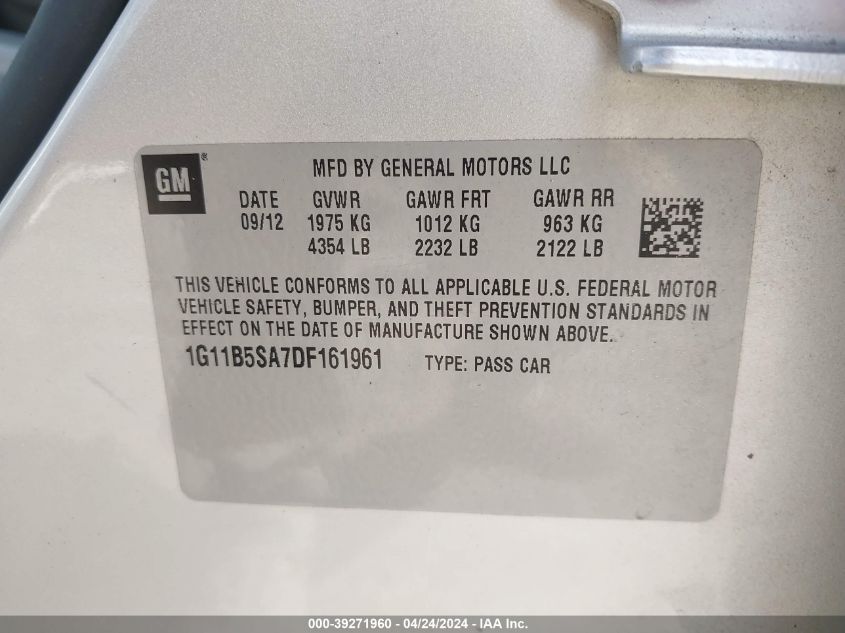 GM®
MFD BY GENERAL MOTORS LLC
DATE GVWR GAWR FRT GAWR RR
09/12 1975 KG 1012 KG 963 KG
4354 LB 2232 LB 2122 LB
THIS VEHICLE CONFORMS TO ALL APPLICABLE U.S. FEDERAL MOTOR
VEHICLE SAFETY, BUMPER, AND THEFT PREVENTION STANDARDS IN
EFFECT ON THE DATE OF MANUFACTURE SHOWN ABOVE.
1G11B5SA7DF161961 TYPE: PASS CAR
000-39271960 / 04/24/2024 - IAA Inc.